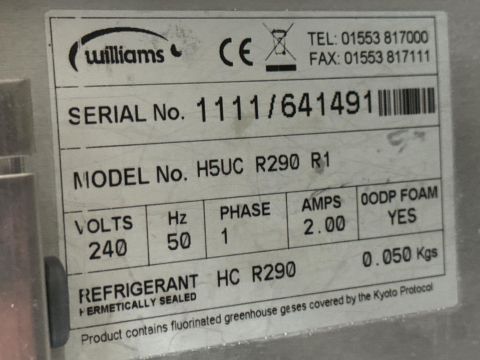 williams
CE
TEL: 01553 817000
FAX: 01553 817111
SERIAL No. 1111/641491
MODEL No. H5UC R290 R1
VOLTS 240
Hz 50
PHASE 1
AMPS 2.00
0ODP FOAM YES
REFRIGERANT HC R290 0.050 Kgs
HERMETICALLY SEALED
Product contains fluorinated greenhouse geses covered by the Kyoto Protocol